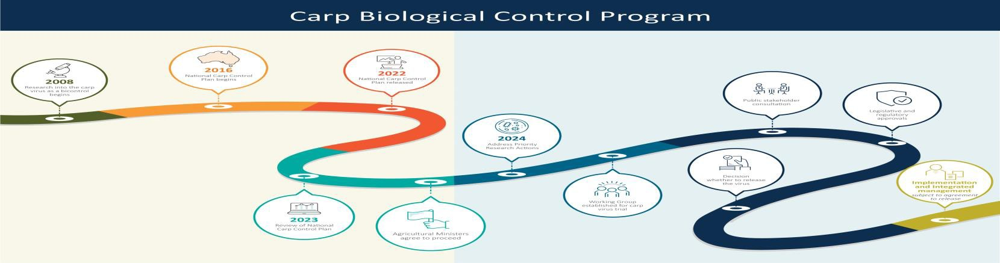 Carp Biological Control Program
2008
Research into the carp
virus as a bicontrol
begins
2016
National Carp Control
Plan begins
2022
National Carp Control
Plan released
2023
Review of National
Carp Control Plan
Agricultural Ministers
agree to proceed
2024
Address Priority
Research Actions
Working Group
established for carp
virus trial
Public stakeholder
consultation
Legislative and
regulatory
approvals
Decision
whether to release
the virus
Implementation
and Integrated
management
subject to agreement
to release